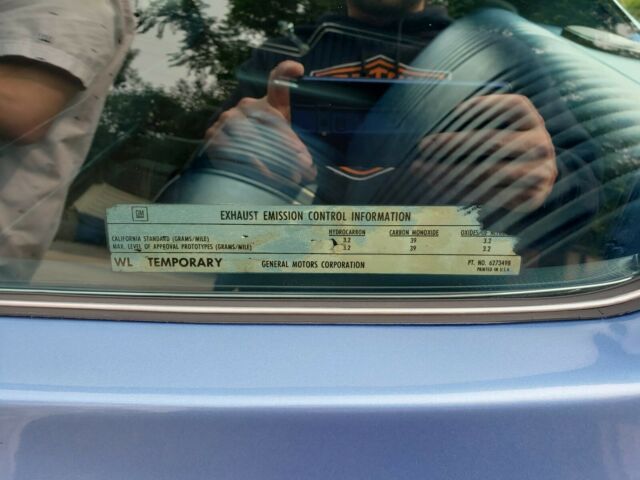 GM EXHAUST EMISSION CONTROL INFORMATION
HYDROCARBON CARBON MONOXIDE
CALIFORNIA STANDARD (GRAMS/MILE) 3.2 39 3.2
MAX. LEVEL OF APPROVAL PROTOTYPES (GRAMS/MILE) 3.2 39 3.2
WL TEMPORARY GENERAL MOTORS CORPORATION PT. NO. 6273498
PRINTED IN U.S.A.